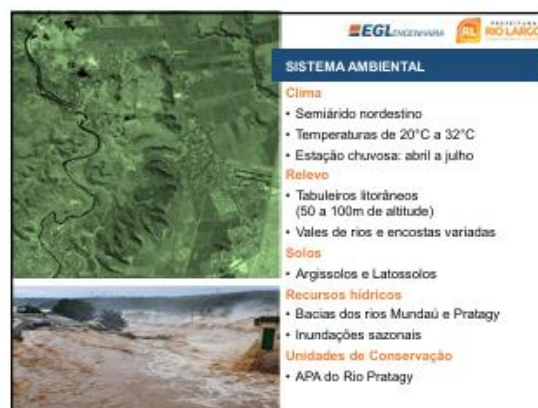 EGL ENGENHARIA
RL
PREFEITURA
RIO LARGO
SISTEMA AMBIENTAL
Clima
• Semiárido nordestino
• Temperaturas de 20°C a 32°C
• Estação chuvosa: abril a julho
Relevo
• Tabuleiros litorâneos
(50 a 100m de altitude)
• Vales de rios e encostas variadas
Solos
• Argissolos e Latossolos
Recursos hídricos
• Bacias dos rios Mundaú e Pratagy
• Inundações sazonais
Unidades de Conservação
• APA do Rio Pratagy